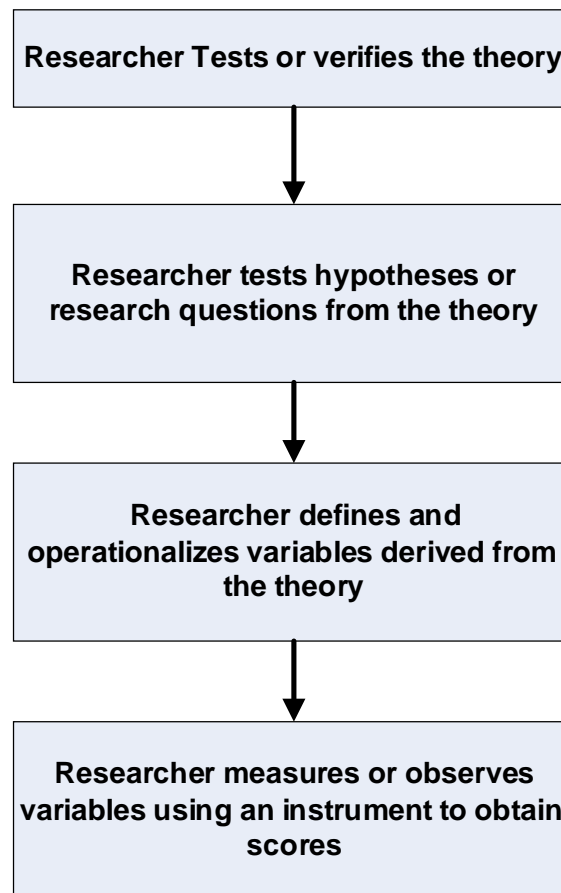 Researcher Tests or verifies the theory
Researcher tests hypotheses or
research questions from the theory
Researcher defines and
operationalizes variables derived from
the theory
Researcher measures or observes
variables using an instrument to obtain
scores